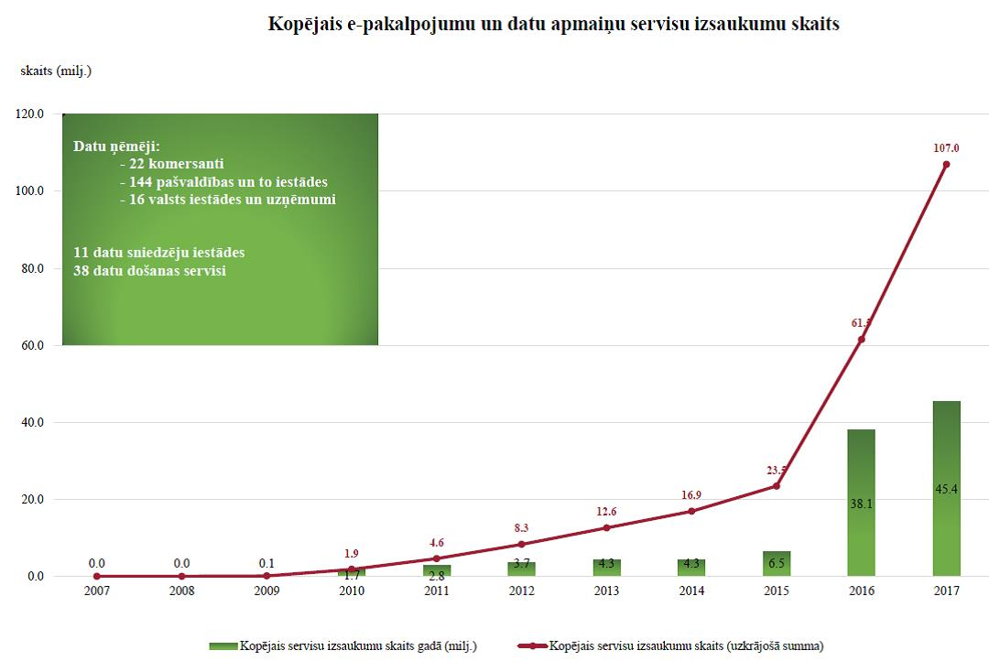 Kopējais e-pakalpojumu un datu apmaiņu servisu izsaukumu skaits
skaits (milj.)
120.0
100.0
80.0
60.0
40.0
20.0
0.0
Datu ņēmēji:
- 22 komersanti
- 144 pašvaldības un to iestādes
- 16 valsts iestādes un uzņēmumi
11 datu sniedzēju iestādes
38 datu došanas servisi
107.0
61.5
23.5
16.9
12.6
8.3
4.6
1.9
0.0 0.0 0.1 1.7 2.8 3.7 4.3 4.3 6.5 38.1 45.4
2007 2008 2009 2010 2011 2012 2013 2014 2015 2016 2017
Kopējais servisu izsaukumu skaits gadā (milj.) Kopējais servisu izsaukumu skaits (uzkrājošā summa)